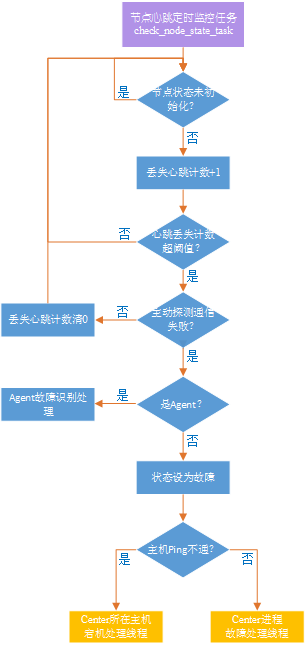 节点心跳定时监控任务
check_node_state_task
节点状态未初
始化?
是
否
丢失心跳计数+1
心跳丢失计数
超阈值?
否
是
主动探测通信
失败?
否
丢失心跳计数清0
是
是Agent?
是
Agent故障识别处
理
否
状态设为故障
主机Ping不通?
是
否
Center所在主机
宕机处理线程
Center进程
故障处理线程